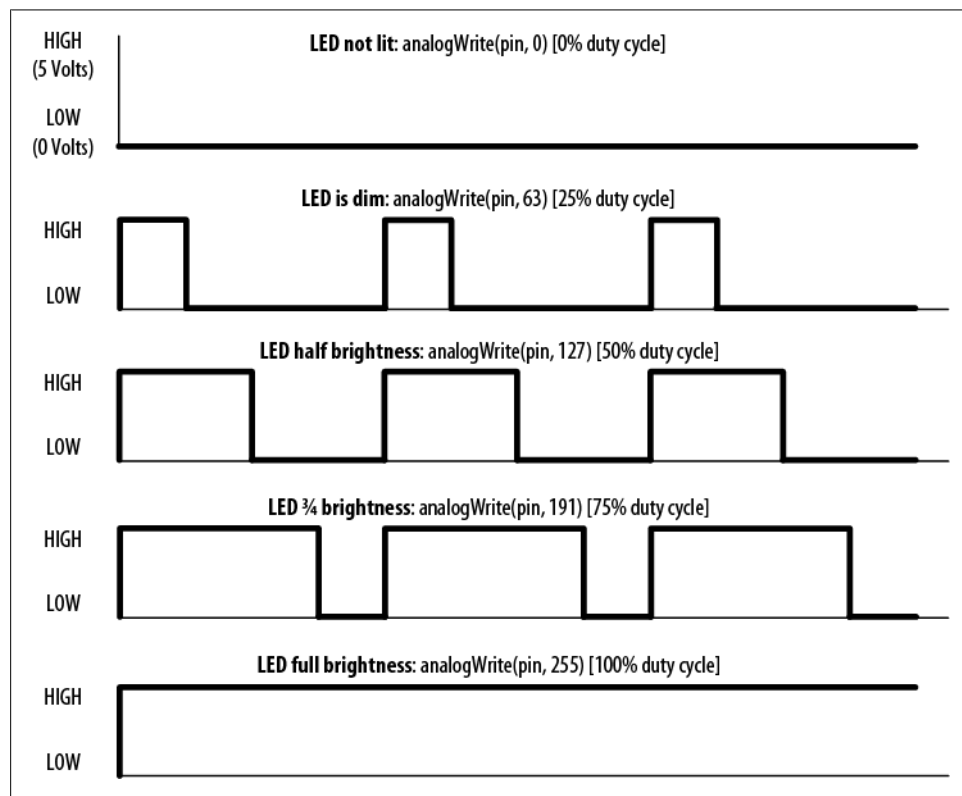 LED not lit: analogWrite(pin, 0) [0% duty cycle]
HIGH
(5 Volts)
LOW
(0 Volts)
LED is dim: analogWrite(pin, 63) [25% duty cycle]
HIGH
LOW
LED half brightness: analogWrite(pin, 127) [50% duty cycle]
HIGH
LOW
LED ¾ brightness: analogWrite(pin, 191) [75% duty cycle]
HIGH
LOW
LED full brightness: analogWrite(pin, 255) [100% duty cycle]
HIGH
LOW